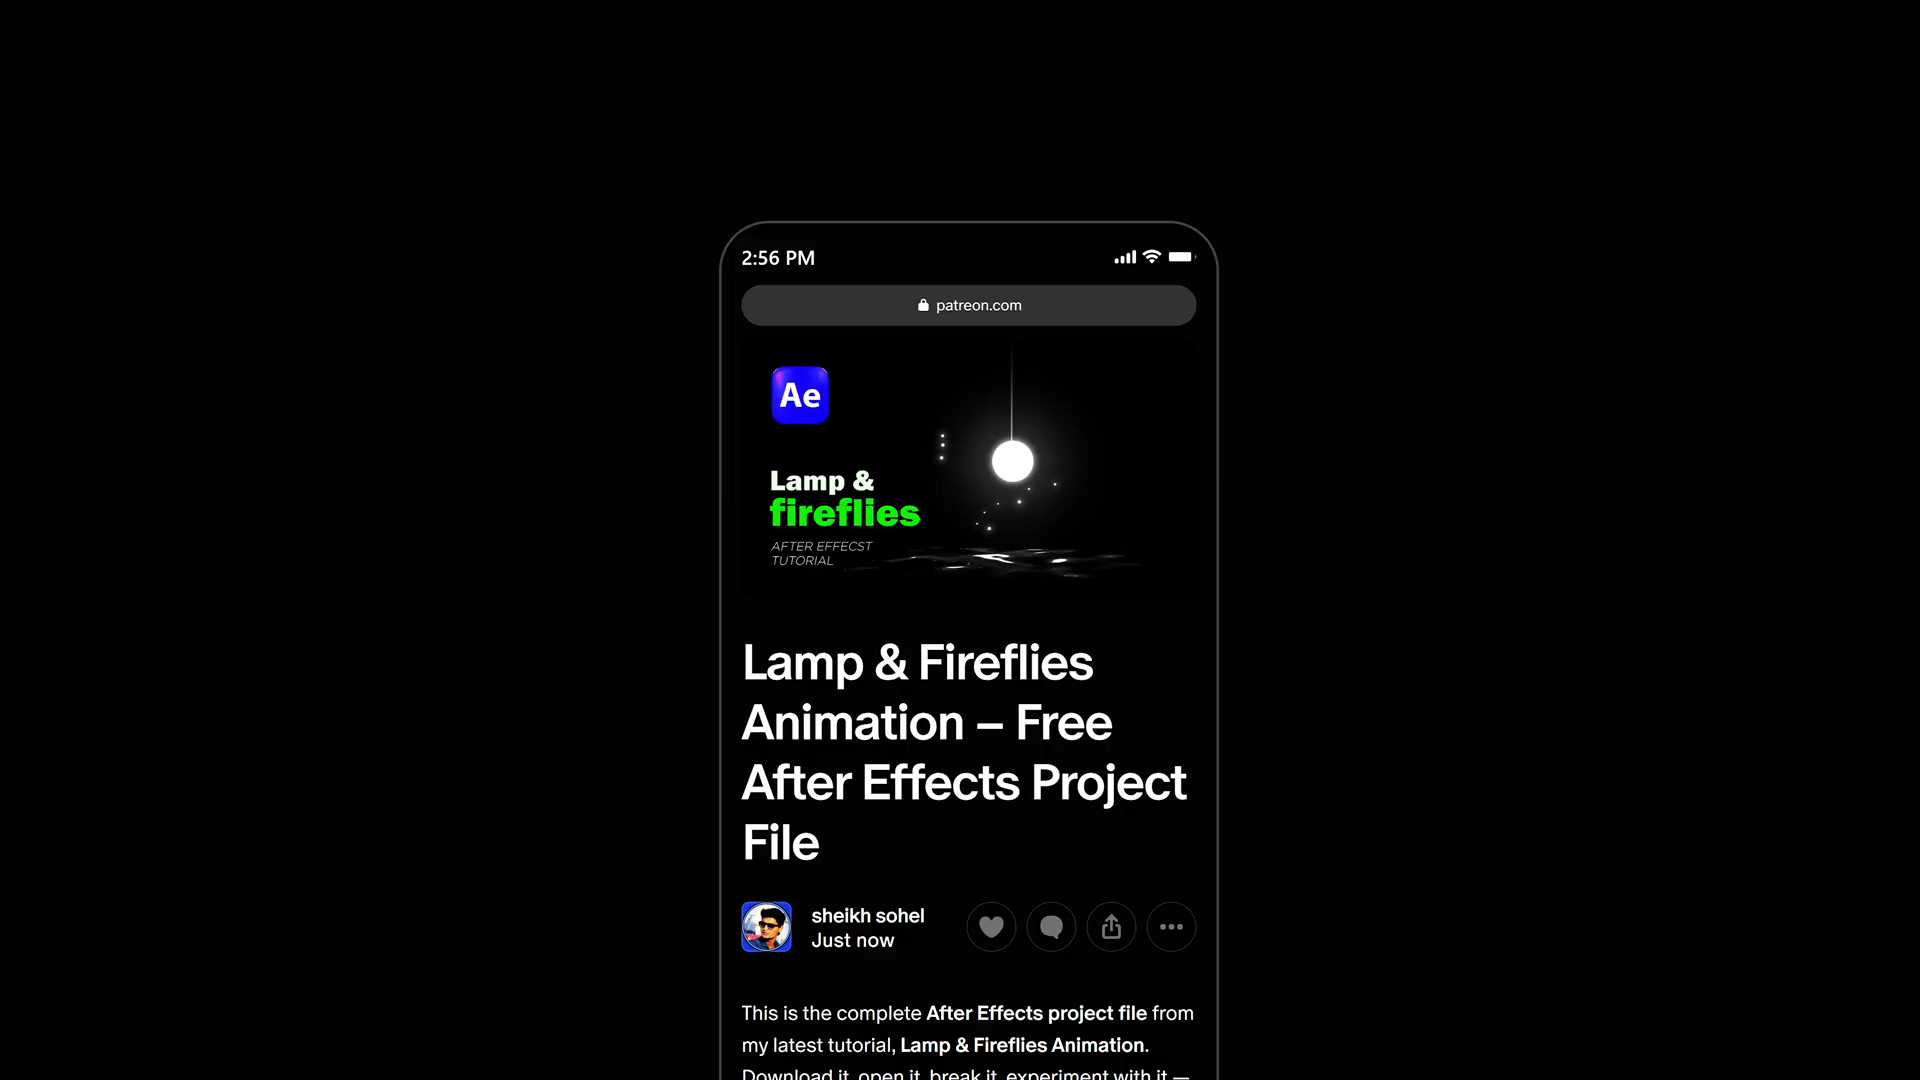 2:56 PM
patreon.com
Ae
Lamp &
fireflies
AFTER EFFECST
TUTORIAL
Lamp & Fireflies
Animation – Free
After Effects Project
File
sheikh sohel
Just now
This is the complete After Effects project file from
my latest tutorial, Lamp & Fireflies Animation.
Download it, open it, break it, experiment with it —